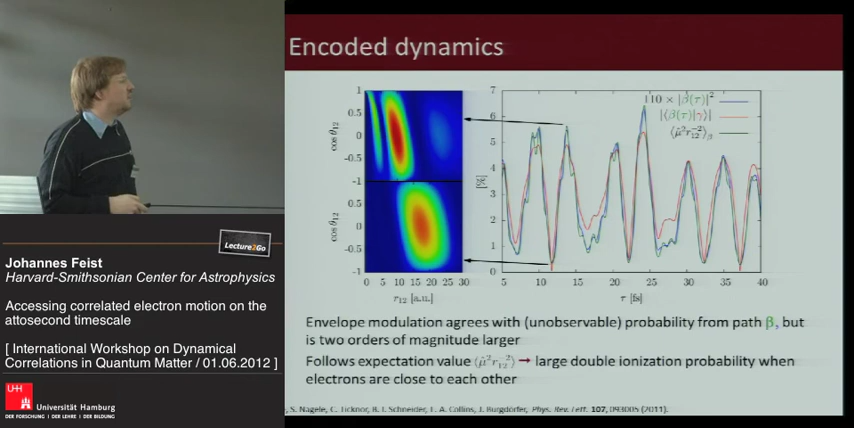 Encoded dynamics
Lecture2Go
Johannes Feist
Harvard-Smithsonian Center for Astrophysics
Accessing correlated electron motion on the
attosecond timescale
[ International Workshop on Dynamical
Correlations in Quantum Matter / 01.06.2012 ]
UH
Universität Hamburg
DER FORSCHUNG | DER LEHRE | DER BILDUNG
1
0.5
0
-0.5
-1
cos θ₁₂
0.5
0
-0.5
-1
cos θ₁₂
0 5 10 15 20 25 30
r₁₂ [a.u.]
7
6
5
4
3
2
1
0
[%]
5 10 15 20 25 30 35 40
τ [fs]
110 × |β(τ)|²
|⟨β(τ)|γ⟩|
⟨μ̂²r₁₂⁻²⟩β
Envelope modulation agrees with (unobservable) probability from path β, but
is two orders of magnitude larger
Follows expectation value ⟨μ̂²r₁₂⁻²⟩ → large double ionization probability when
electrons are close to each other
S. Nagele, C. Ticknor, B. I. Schneider, L. A. Collins, J. Burgdörfer, Phys. Rev. Lett. 107, 093005 (2011).